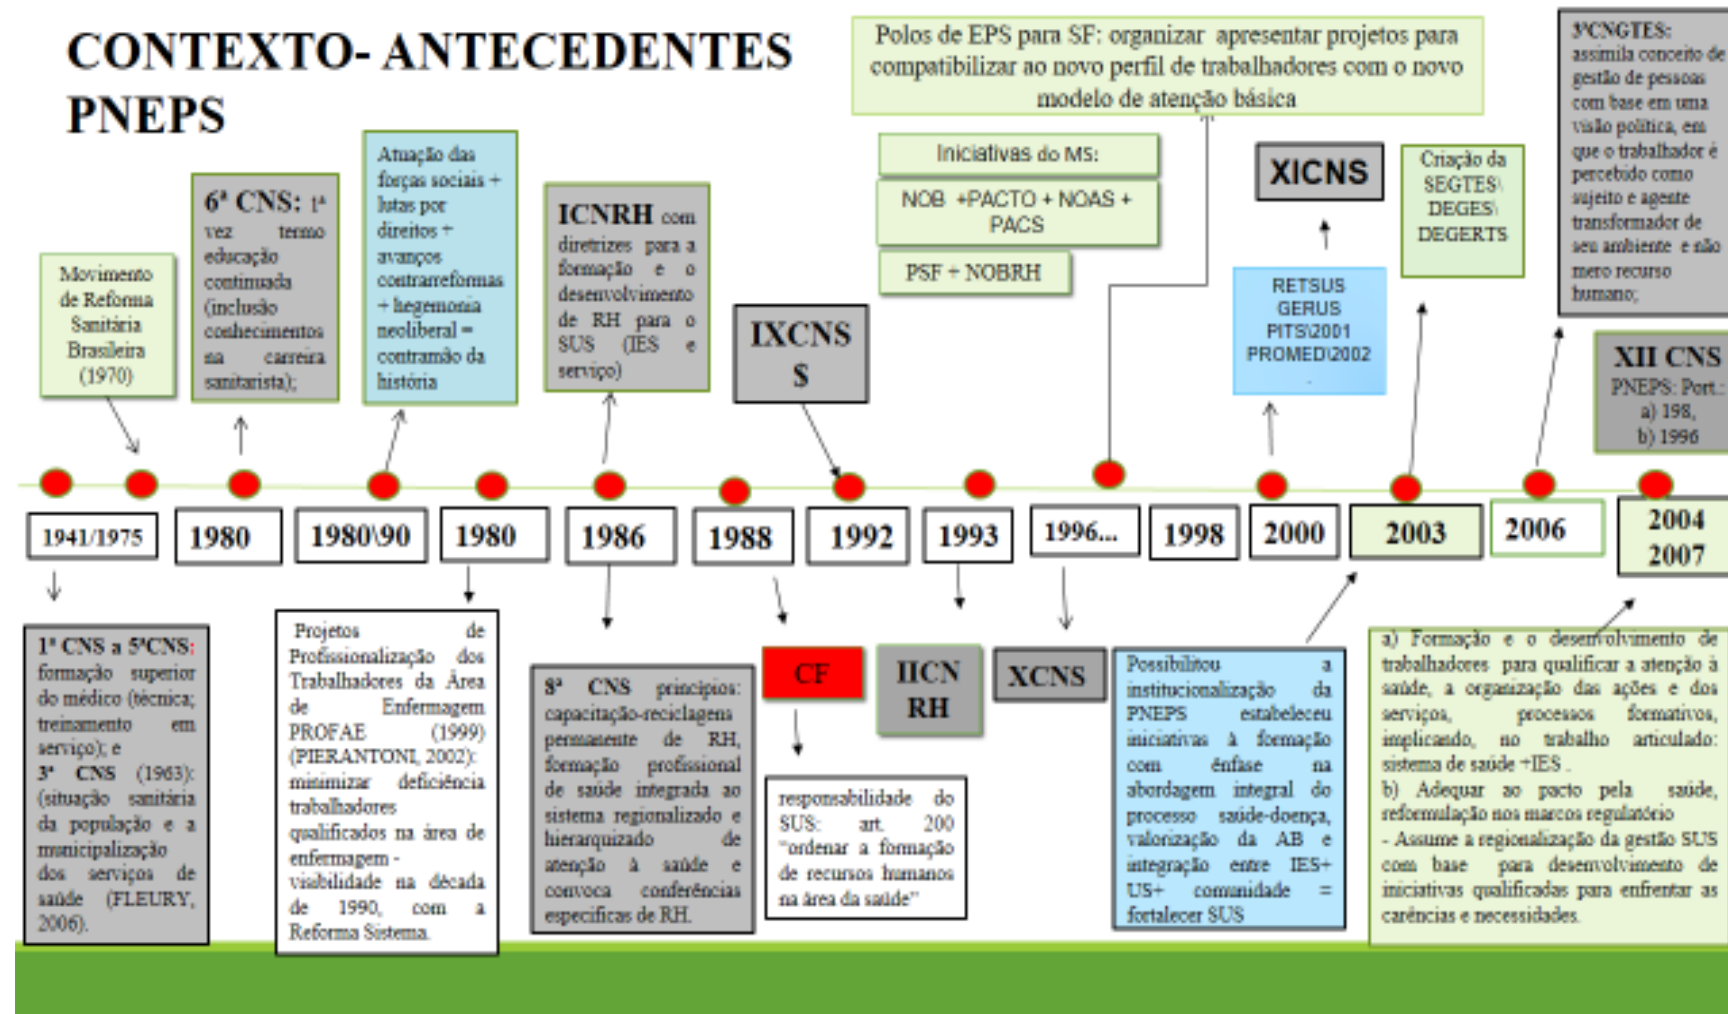 CONTEXTO- ANTECEDENTES
PNEPS
Polos de EPS para SF: organizar apresentar projetos para
compatibilizar ao novo perfil de trabalhadores com o novo
modelo de atenção básica
3ªCNGTES:
assimila conceito de
gestão de pessoas
com base em uma
visão política, em
que o trabalhador é
percebido como
sujeito e agente
transformador de
seu ambiente e não
mero recurso
humano;
Movimento
de Reforma
Sanitária
Brasileira
(1970)
6ª CNS: 1ª
vez termo
educação
continuada
(inclusão
conhecimentos
na carreira
sanitarista);
Atuação das
forças sociais +
lutas por
direitos +
avanços
contrarreformas
+ hegemonia
neoliberal =
contramão da
história
ICNRH com
diretrizes para a
formação e o
desenvolvimento
de RH para o
SUS (IES e
serviço)
IXCNS
$
Iniciativas do MS:
NOB +PACTO + NOAS +
PACS
PSF + NOBRH
XICNS
RETSUS
GERUS
PITS\2001
PROMED\2002
.
Criação da
SEGTES\
DEGES\
DEGERTS
XII CNS
PNEPS: Port.:
a) 198,
b) 1996
1941/1975
1980
1980\90
1980
1986
1988
1992
1993
1996...
1998
2000
2003
2006
2004
2007
1ª CNS a 5ªCNS:
formação superior
do médico (técnica;
treinamento em
serviço); e
3ª CNS (1963):
(situação sanitária
da população e a
municipalização
dos serviços de
saúde (FLEURY,
2006).
Projetos de
Profissionalização dos
Trabalhadores da Área
de Enfermagem
PROFAE (1999)
(PIERANTONI, 2002):
minimizar deficiência
trabalhadores
qualificados na área de
enfermagem -
visibilidade na década
de 1990, com a
Reforma Sistema.
8ª CNS princípios:
capacitação-reciclagens
permanente de RH,
formação profissional
de saúde integrada ao
sistema regionalizado e
hierarquizado de
atenção à saúde e
convoca conferências
especificas de RH.
CF
responsabilidade do
SUS: art. 200
"ordenar a formação
de recursos humanos
na área da saúde"
IICN
RH
XCNS
Possibilitou a
institucionalização da
PNEPS estabeleceu
iniciativas à formação
com ênfase na
abordagem integral do
processo saúde-doença,
valorização da AB e
integração entre IES+
US+ comunidade =
fortalecer SUS
a) Formação e o desenvolvimento de
trabalhadores para qualificar a atenção à
saúde, a organização das ações e dos
serviços, processos formativos,
implicando, no trabalho articulado:
sistema de saúde +IES .
b) Adequar ao pacto pela saúde,
reformulação nos marcos regulatório
- Assume a regionalização da gestão SUS
com base para desenvolvimento de
iniciativas qualificadas para enfrentar as
carências e necessidades.